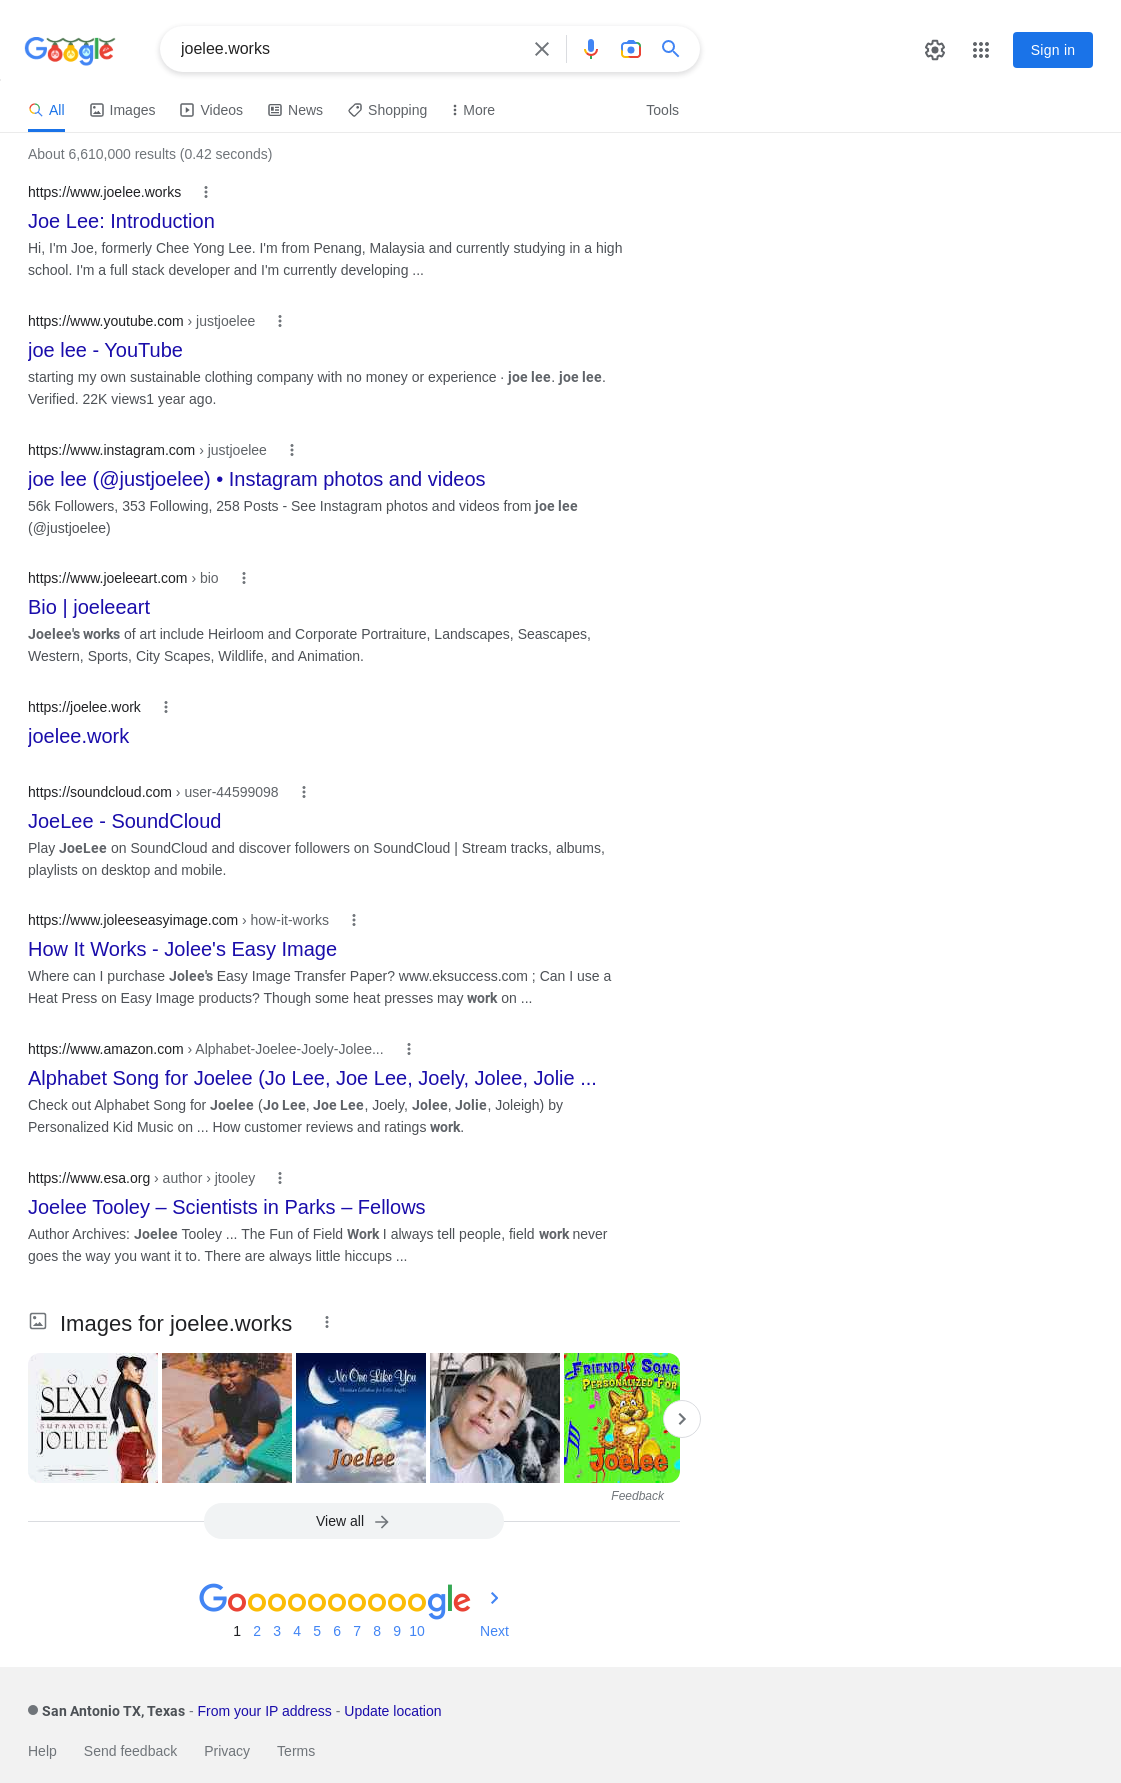 Google
joelee.works
Sign in
All
Images
Videos
News
Shopping
More
Tools
About 6,610,000 results (0.42 seconds)
https://www.joelee.works
Joe Lee: Introduction
Hi, I'm Joe, formerly Chee Yong Lee. I'm from Penang, Malaysia and currently studying in a high
school. I'm a full stack developer and I'm currently developing ...
https://www.youtube.com › justjoelee
joe lee - YouTube
starting my own sustainable clothing company with no money or experience · joe lee. joe lee.
Verified. 22K views1 year ago.
https://www.instagram.com › justjoelee
joe lee (@justjoelee) • Instagram photos and videos
56k Followers, 353 Following, 258 Posts - See Instagram photos and videos from joe lee
(@justjoelee)
https://www.joeleeart.com › bio
Bio | joeleeart
Joelee's works of art include Heirloom and Corporate Portraiture, Landscapes, Seascapes,
Western, Sports, City Scapes, Wildlife, and Animation.
https://joelee.work
joelee.work
https://soundcloud.com › user-44599098
JoeLee - SoundCloud
Play JoeLee on SoundCloud and discover followers on SoundCloud | Stream tracks, albums,
playlists on desktop and mobile.
https://www.joleeseasyimage.com › how-it-works
How It Works - Jolee's Easy Image
Where can I purchase Jolee's Easy Image Transfer Paper? www.eksuccess.com ; Can I use a
Heat Press on Easy Image products? Though some heat presses may work on ...
https://www.amazon.com › Alphabet-Joelee-Joely-Jolee...
Alphabet Song for Joelee (Jo Lee, Joe Lee, Joely, Jolee, Jolie ...
Check out Alphabet Song for Joelee (Jo Lee, Joe Lee, Joely, Jolee, Jolie, Joleigh) by
Personalized Kid Music on ... How customer reviews and ratings work.
https://www.esa.org › author › jtooley
Joelee Tooley – Scientists in Parks – Fellows
Author Archives: Joelee Tooley ... The Fun of Field Work I always tell people, field work never
goes the way you want it to. There are always little hiccups ...
Images for joelee.works
SOO
SEXY
SUPAMODEL
JOELEE
No One Like You
Christian Lullabies for Little Angels
Joelee
FRIENDLY SONG
PERSONALIZED FOR
Joelee
Feedback
View all
Goooooooooogle
1 2 3 4 5 6 7 8 9 10 Next
San Antonio TX, Texas - From your IP address - Update location
Help
Send feedback
Privacy
Terms